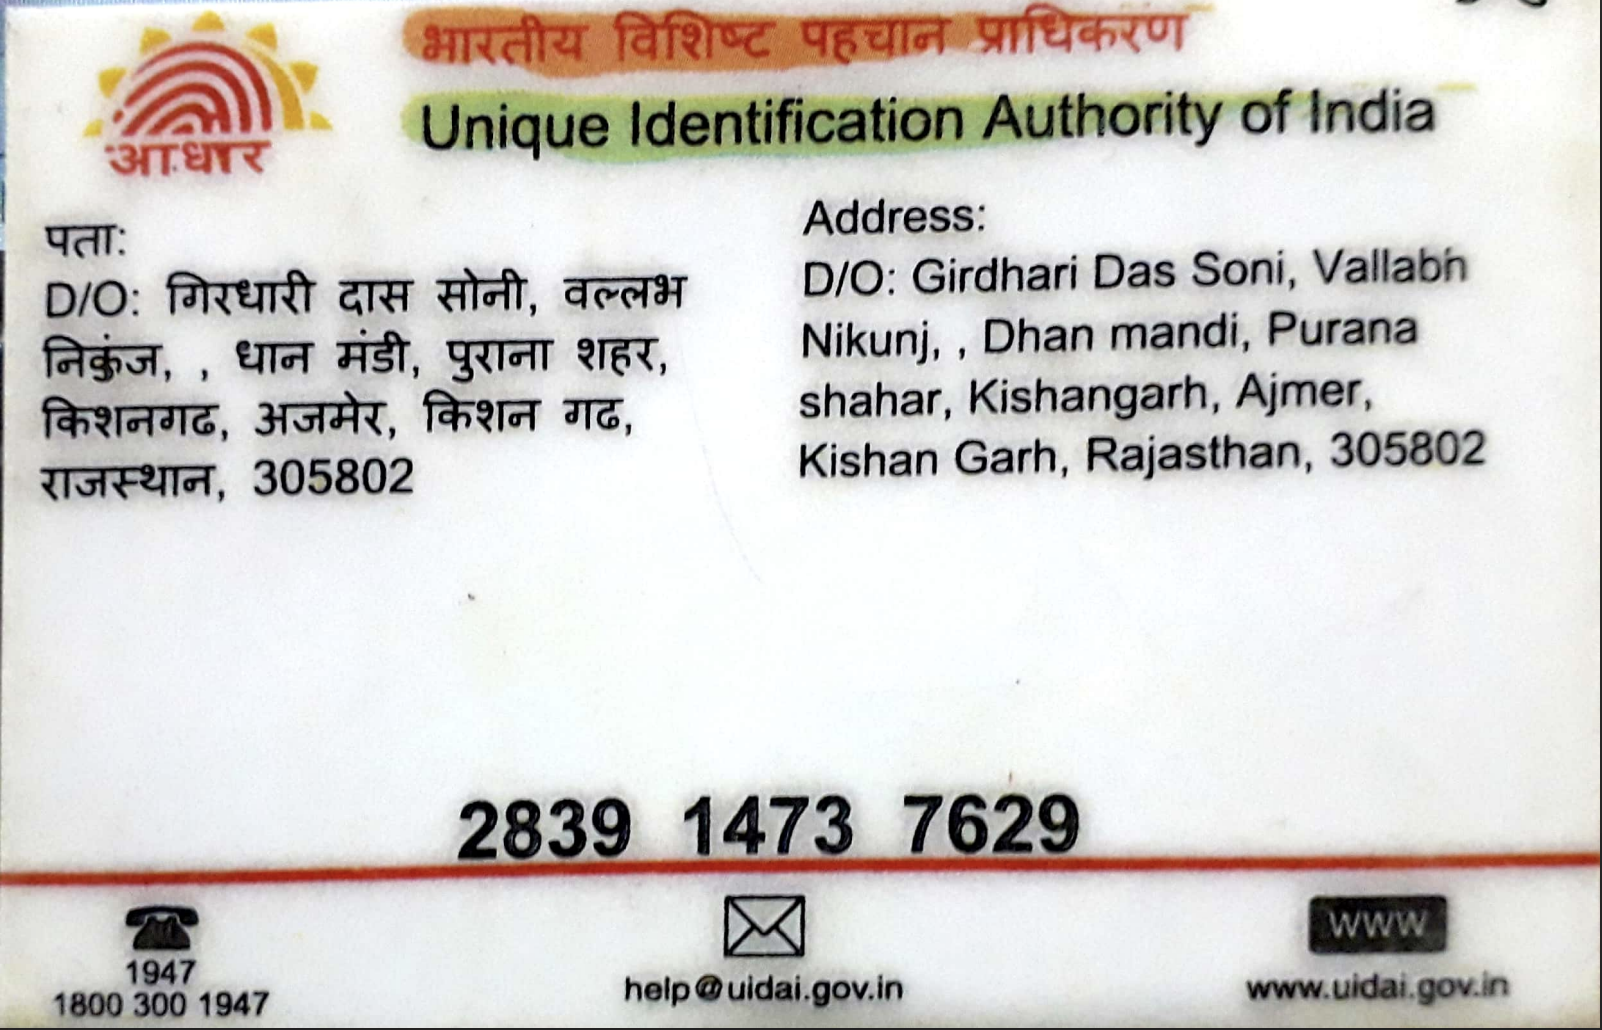 भारतीय विशिष्ट पहचान प्राधिकरण
Unique Identification Authority of India
आधार
पता:
D/O: गिरधारी दास सोनी, वल्लभ
निकुंज, , धान मंडी, पुराना शहर,
किशनगढ, अजमेर, किशन गढ,
राजस्थान, 305802
Address:
D/O: Girdhari Das Soni, Vallabh
Nikunj, , Dhan mandi, Purana
shahar, Kishangarh, Ajmer,
Kishan Garh, Rajasthan, 305802
2839 1473 7629
1947
1800 300 1947
help@uidai.gov.in
www
www.uidai.gov.in